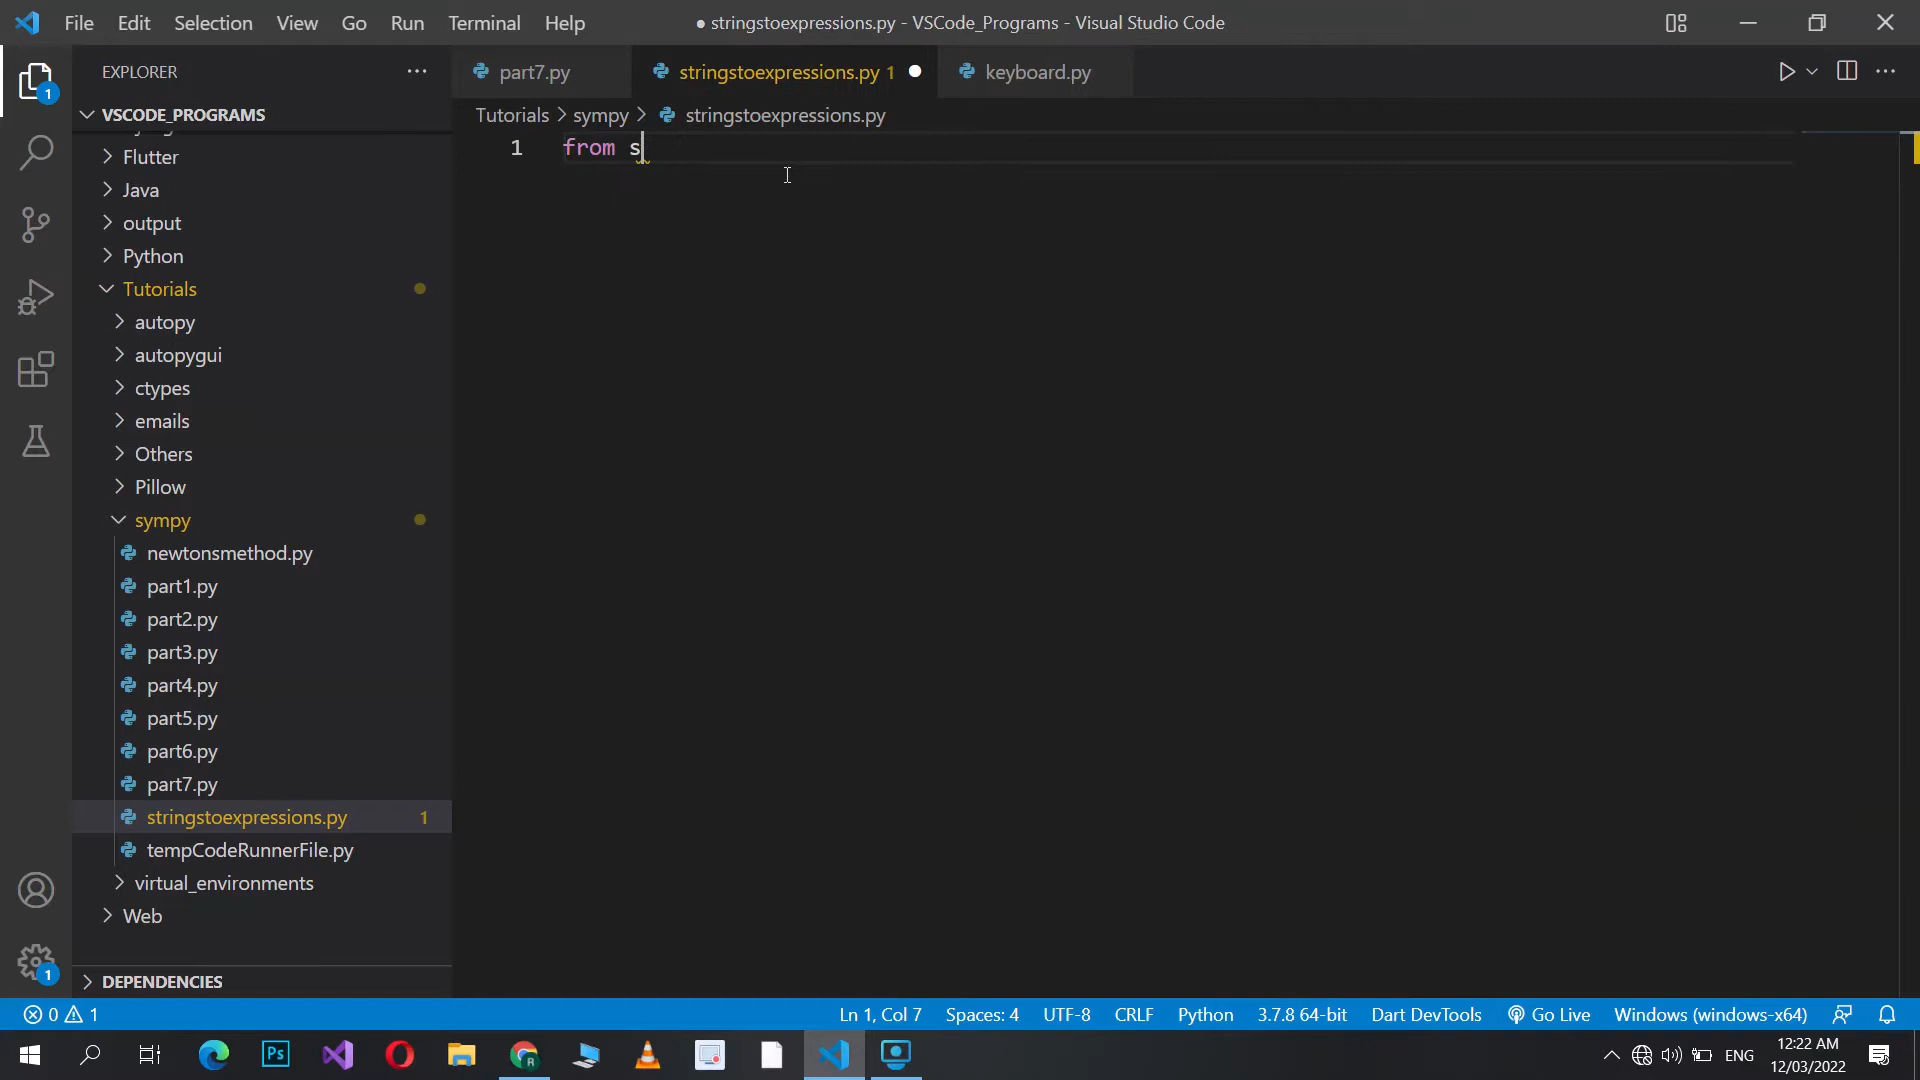 File Edit Selection View Go Run Terminal Help ● stringstoexpressions.py - VSCode_Programs - Visual Studio Code
EXPLORER
VSCODE_PROGRAMS
Flutter
Java
output
Python
Tutorials
autopy
autopygui
ctypes
emails
Others
Pillow
sympy
newtonsmethod.py
part1.py
part2.py
part3.py
part4.py
part5.py
part6.py
part7.py
stringstoexpressions.py 1
tempCodeRunnerFile.py
virtual_environments
Web
DEPENDENCIES
1
1
part7.py stringstoexpressions.py 1 keyboard.py
Tutorials > sympy > stringstoexpressions.py
1 from s
0 1 Ln 1, Col 7 Spaces: 4 UTF-8 CRLF Python 3.7.8 64-bit Dart DevTools Go Live Windows (windows-x64)
Ps R ENG 12:22 AM
12/03/2022